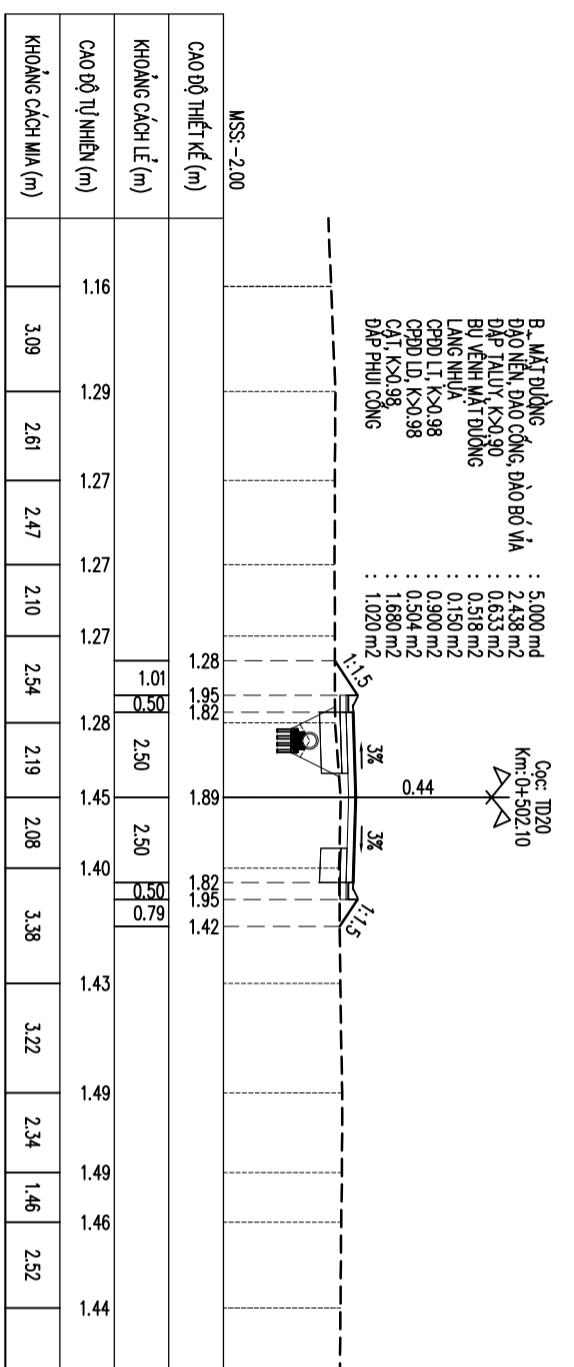 Cọc: TD20
Km: 0+502.10
B. MẶT ĐƯỜNG : 5.000 md
ĐÀO NỀN, ĐÀO CỐNG, ĐÀO BÓ VỈA : 2.438 m2
ĐẮP TALUY, K>0.90 : 0.633 m2
BÙ VÊNH MẶT ĐƯỜNG : 0.518 m2
LÁNG NHỰA : 0.150 m2
CPĐD LT, K>0.98 : 0.900 m2
CPĐD LD, K>0.98 : 0.504 m2
CÁT, K>0.98 : 1.680 m2
ĐẮP PHUI CỐNG : 1.020 m2
0.44
3% 3%
1:1.5 1:1.5
MSS: -2.00
CAO ĐỘ THIẾT KẾ (m) 1.28 1.95 1.82 1.89 1.82 1.95 1.42
KHOẢNG CÁCH LẺ (m) 1.01 0.50 2.50 2.50 0.50 0.79
CAO ĐỘ TỰ NHIÊN (m) 1.16 1.29 1.27 1.27 1.27 1.28 1.45 1.40 1.43 1.49 1.49 1.46 1.44
KHOẢNG CÁCH MIA (m) 3.09 2.61 2.47 2.10 2.54 2.19 2.08 3.38 3.22 2.34 1.46 2.52